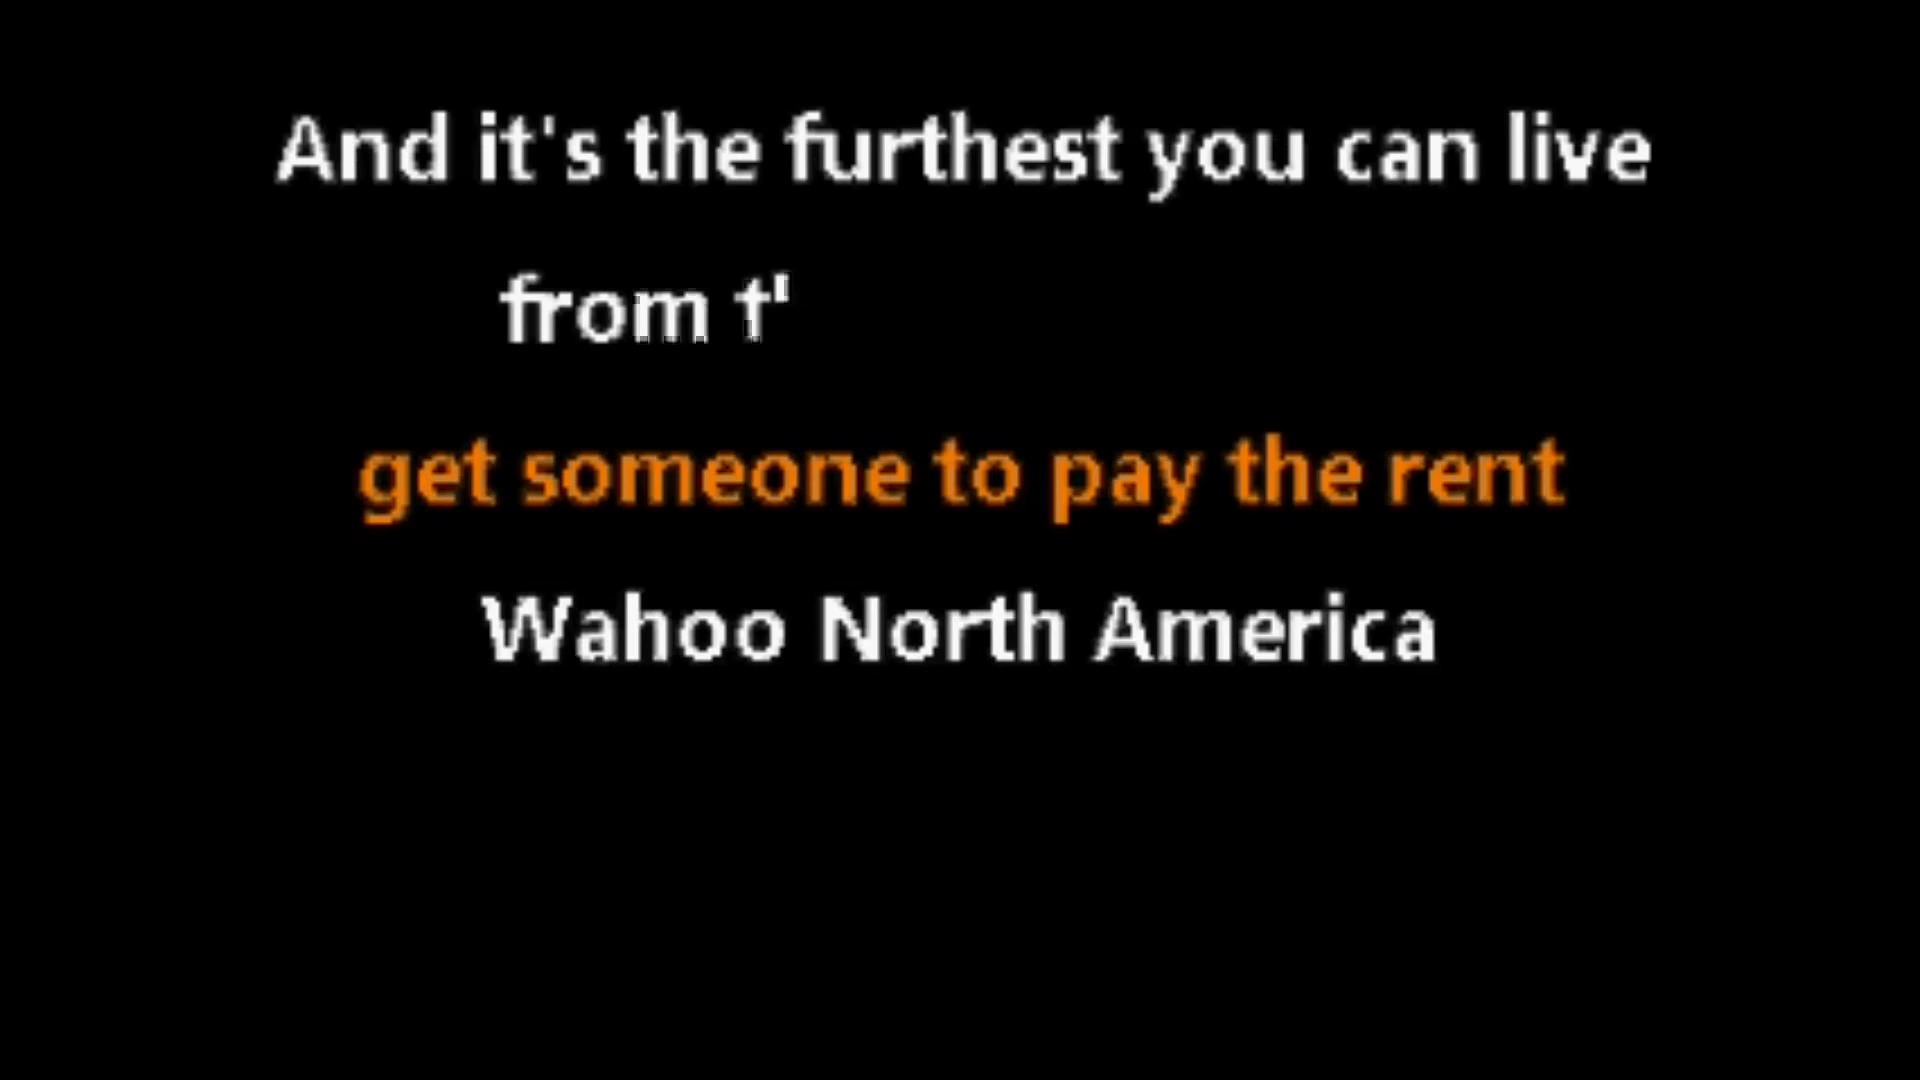 And it's the furthest you can live
from t'
get someone to pay the rent
Wahoo North America